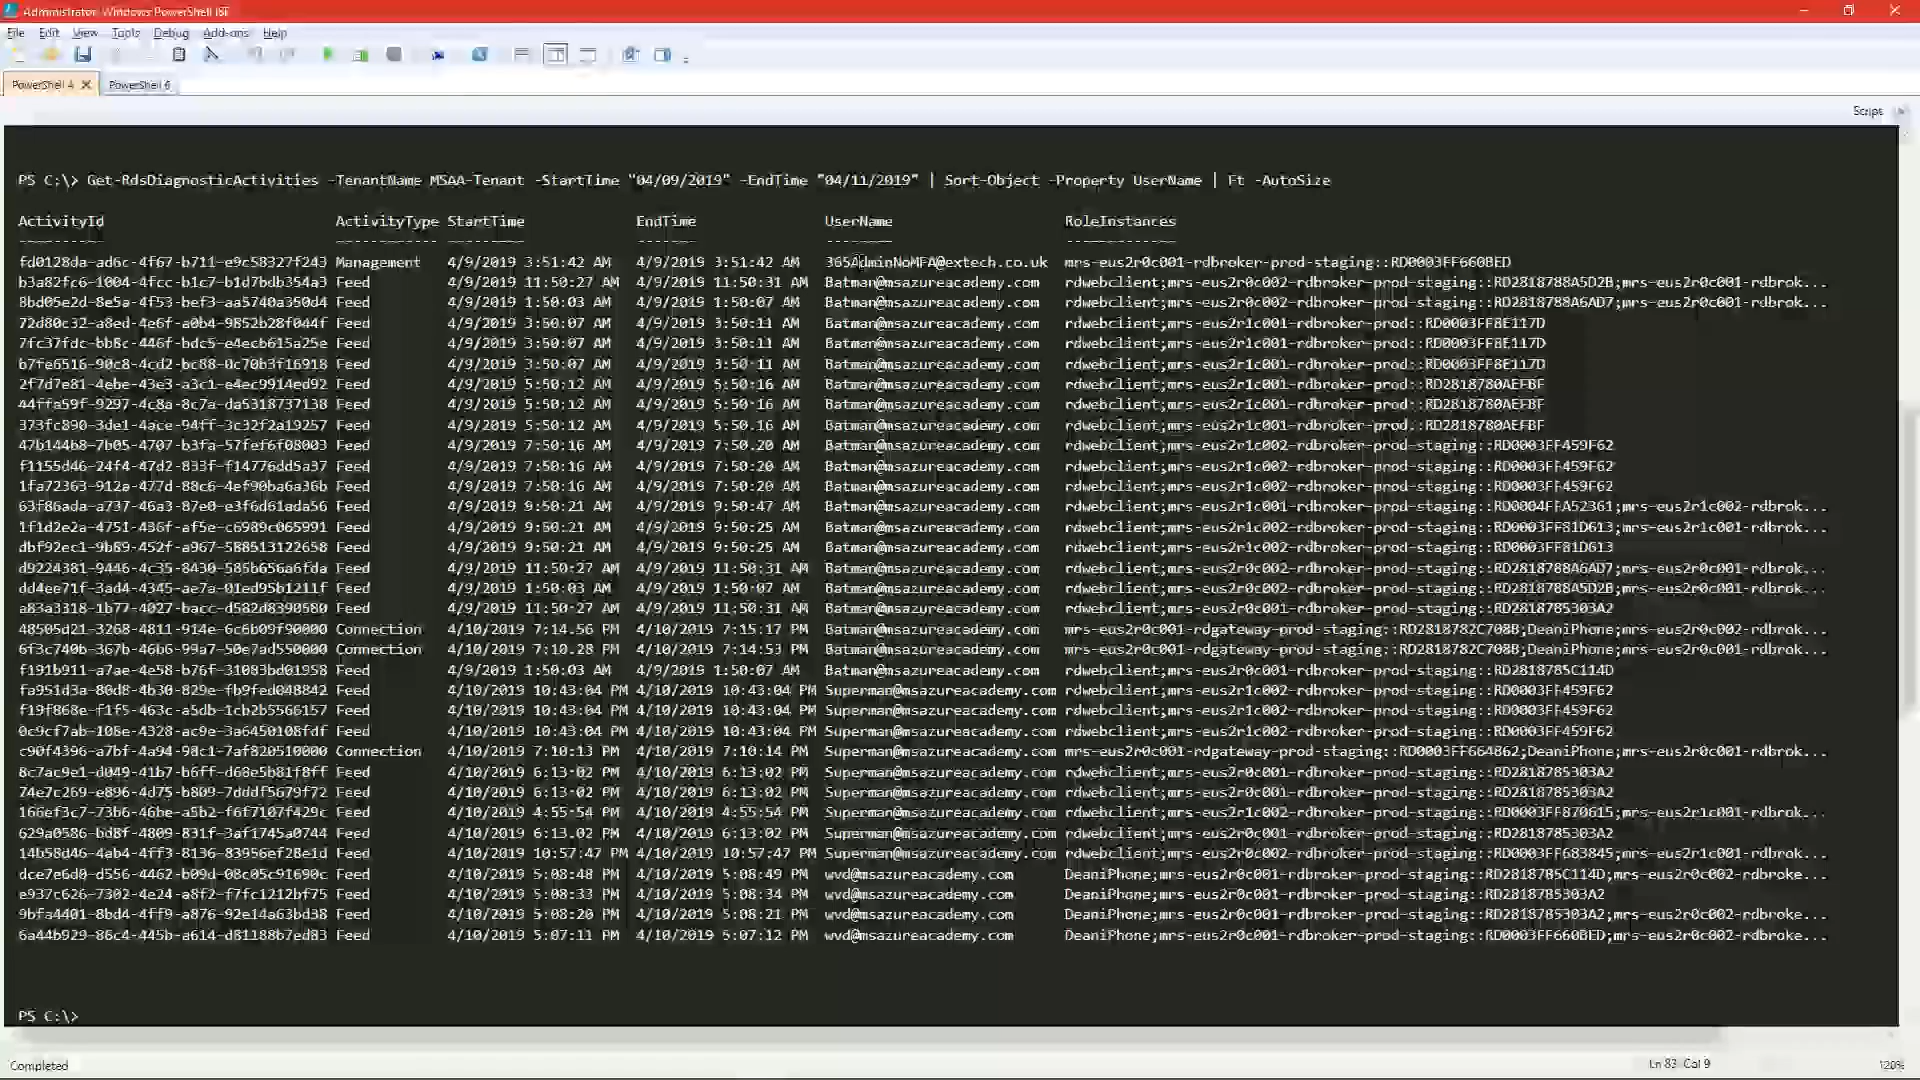 Administrator: Windows PowerShell ISE
File Edit View Tools Debug Add-ons Help
PowerShell 4 PowerShell 6
Script
PS C:\> Get-RdsDiagnosticActivities -TenantName MSAA-Tenant -StartTime "04/09/2019" -EndTime "04/11/2019" | Sort-Object -Property UserName | Ft -AutoSize
ActivityId ActivityType StartTime EndTime UserName RoleInstances
---------- ------------ --------- ------- -------- -------------
fd0128da-ad6c-4f67-b711-e9c58327f243 Management 4/9/2019 3:51:42 AM 4/9/2019 3:51:42 AM 365AdminNoMFA@extech.co.uk mrs-eus2r0c001-rdbroker-prod-staging::RD0003FF660BED
b3a82fc6-1004-4fcc-b1c7-b1d7bdb354a3 Feed 4/9/2019 11:50:27 AM 4/9/2019 11:50:31 AM Batman@msazureacademy.com rdwebclient;mrs-eus2r0c002-rdbroker-prod-staging::RD2818788A5D2B;mrs-eus2r0c001-rdbrok...
8bd05e2d-8e5a-4f53-bef3-aa5740a350d4 Feed 4/9/2019 1:50:03 AM 4/9/2019 1:50:07 AM Batman@msazureacademy.com rdwebclient;mrs-eus2r0c002-rdbroker-prod-staging::RD2818788A6AD7;mrs-eus2r0c001-rdbrok...
72d80c32-a8ed-4e6f-a0b4-9852b28f044f Feed 4/9/2019 3:50:07 AM 4/9/2019 3:50:11 AM Batman@msazureacademy.com rdwebclient;mrs-eus2r1c001-rdbroker-prod::RD0003FF8E117D
7fc37fdc-bb8c-446f-bdc5-e4ecb615a25e Feed 4/9/2019 3:50:07 AM 4/9/2019 3:50:11 AM Batman@msazureacademy.com rdwebclient;mrs-eus2r1c001-rdbroker-prod::RD0003FF8E117D
b7fe6516-90c8-4cd2-bc88-0c70b3f16918 Feed 4/9/2019 3:50:07 AM 4/9/2019 3:50:11 AM Batman@msazureacademy.com rdwebclient;mrs-eus2r1c001-rdbroker-prod::RD0003FF8E117D
2f7d7e81-4ebe-43e3-a3c1-e4ec9914ed92 Feed 4/9/2019 5:50:12 AM 4/9/2019 5:50:16 AM Batman@msazureacademy.com rdwebclient;mrs-eus2r1c001-rdbroker-prod::RD2818780AEFBF
44ffa59f-9297-4c8a-8c7a-da5318737138 Feed 4/9/2019 5:50:12 AM 4/9/2019 5:50:16 AM Batman@msazureacademy.com rdwebclient;mrs-eus2r1c001-rdbroker-prod::RD2818780AEFBF
373fc890-3de1-4ace-94ff-3c32f2a19257 Feed 4/9/2019 5:50:12 AM 4/9/2019 5:50:16 AM Batman@msazureacademy.com rdwebclient;mrs-eus2r1c001-rdbroker-prod::RD2818780AEFBF
47b144b8-7b05-4707-b3fa-57fef6f08003 Feed 4/9/2019 7:50:16 AM 4/9/2019 7:50:20 AM Batman@msazureacademy.com rdwebclient;mrs-eus2r1c002-rdbroker-prod-staging::RD0003FF459F62
f1155d46-24f4-47d2-833f-f14776dd5a37 Feed 4/9/2019 7:50:16 AM 4/9/2019 7:50:20 AM Batman@msazureacademy.com rdwebclient;mrs-eus2r1c002-rdbroker-prod-staging::RD0003FF459F62
1fa72363-912a-477d-88c6-4ef90ba6a36b Feed 4/9/2019 7:50:16 AM 4/9/2019 7:50:20 AM Batman@msazureacademy.com rdwebclient;mrs-eus2r1c002-rdbroker-prod-staging::RD0003FF459F62
63f86ada-a737-46a3-87e0-e3f6d61ada56 Feed 4/9/2019 9:50:21 AM 4/9/2019 9:50:47 AM Batman@msazureacademy.com rdwebclient;mrs-eus2r1c002-rdbroker-prod-staging::RD0004FFA52361;mrs-eus2r1c002-rdbrok...
1f1d2e2a-4751-436f-af5e-c6989c065991 Feed 4/9/2019 9:50:21 AM 4/9/2019 9:50:25 AM Batman@msazureacademy.com rdwebclient;mrs-eus2r1c002-rdbroker-prod-staging::RD0003FF81D613;mrs-eus2r1c001-rdbrok...
dbf92ec1-9b89-452f-a967-588513122658 Feed 4/9/2019 9:50:21 AM 4/9/2019 9:50:25 AM Batman@msazureacademy.com rdwebclient;mrs-eus2r1c002-rdbroker-prod-staging::RD0003FF81D613
d9224381-9446-4c35-8430-585b656a6fda Feed 4/9/2019 11:50:27 AM 4/9/2019 11:50:31 AM Batman@msazureacademy.com rdwebclient;mrs-eus2r0c002-rdbroker-prod-staging::RD2818788A6AD7;mrs-eus2r0c001-rdbrok...
dd4ee71f-3ad4-4345-ae7a-01ed95b1211f Feed 4/9/2019 1:50:03 AM 4/9/2019 1:50:07 AM Batman@msazureacademy.com rdwebclient;mrs-eus2r0c002-rdbroker-prod-staging::RD2818788A5D2B;mrs-eus2r0c001-rdbrok...
a83a3318-1b77-4027-bacc-d582d8390580 Feed 4/9/2019 11:50:27 AM 4/9/2019 11:50:31 AM Batman@msazureacademy.com rdwebclient;mrs-eus2r0c001-rdbroker-prod-staging::RD2818785303A2
48505d21-3268-4811-914e-6c6b09f90000 Connection 4/10/2019 7:14:56 PM 4/10/2019 7:15:17 PM Batman@msazureacademy.com mrs-eus2r0c001-rdgateway-prod-staging::RD2818782C708B;DeaniPhone;mrs-eus2r0c002-rdbrok...
6f3c749b-367b-46b6-99a7-50e7ad550000 Connection 4/10/2019 7:10:28 PM 4/10/2019 7:14:53 PM Batman@msazureacademy.com mrs-eus2r0c001-rdgateway-prod-staging::RD2818782C708B;DeaniPhone;mrs-eus2r0c001-rdbrok...
f191b911-a7ae-4e58-b76f-31083bd01958 Feed 4/9/2019 1:50:03 AM 4/9/2019 1:50:07 AM Batman@msazureacademy.com rdwebclient;mrs-eus2r0c001-rdbroker-prod-staging::RD2818785C114D
fa951d3a-80d8-4b30-829e-fb9fed048842 Feed 4/10/2019 10:43:04 PM 4/10/2019 10:43:04 PM Superman@msazureacademy.com rdwebclient;mrs-eus2r1c002-rdbroker-prod-staging::RD0003FF459F62
f19f868e-f1f5-463c-a5db-1cb2b5566157 Feed 4/10/2019 10:43:04 PM 4/10/2019 10:43:04 PM Superman@msazureacademy.com rdwebclient;mrs-eus2r1c002-rdbroker-prod-staging::RD0003FF459F62
0c9cf7ab-108e-4328-ac9e-3a6450108fdf Feed 4/10/2019 10:43:04 PM 4/10/2019 10:43:04 PM Superman@msazureacademy.com rdwebclient;mrs-eus2r1c002-rdbroker-prod-staging::RD0003FF459F62
c90f4396-a7bf-4a94-98c1-7af820510000 Connection 4/10/2019 7:10:13 PM 4/10/2019 7:10:14 PM Superman@msazureacademy.com mrs-eus2r0c001-rdgateway-prod-staging::RD0003FF664862;DeaniPhone;mrs-eus2r0c001-rdbrok...
8c7ac9e1-d049-41b7-b6ff-d68e5b81f8ff Feed 4/10/2019 6:13:02 PM 4/10/2019 6:13:02 PM Superman@msazureacademy.com rdwebclient;mrs-eus2r0c001-rdbroker-prod-staging::RD2818785303A2
74e7c269-e896-4d75-b809-7dddf5679f72 Feed 4/10/2019 6:13:02 PM 4/10/2019 6:13:02 PM Superman@msazureacademy.com rdwebclient;mrs-eus2r0c001-rdbroker-prod-staging::RD2818785303A2
166ef3c7-73b6-46be-a5b2-f6f7107f429c Feed 4/10/2019 4:55:54 PM 4/10/2019 4:55:54 PM Superman@msazureacademy.com rdwebclient;mrs-eus2r1c002-rdbroker-prod-staging::RD0003FF870615;mrs-eus2r1c001-rdbrok...
629a0586-bd8f-4809-831f-3af1745a0744 Feed 4/10/2019 6:13:02 PM 4/10/2019 6:13:02 PM Superman@msazureacademy.com rdwebclient;mrs-eus2r0c001-rdbroker-prod-staging::RD2818785303A2
14b58d46-4ab4-4ff3-8136-83956ef28e1d Feed 4/10/2019 10:57:47 PM 4/10/2019 10:57:47 PM Superman@msazureacademy.com rdwebclient;mrs-eus2r0c002-rdbroker-prod-staging::RD0003FF683845;mrs-eus2r1c001-rdbrok...
dce7e6d0-d556-4462-b09d-08c05c91690c Feed 4/10/2019 5:08:48 PM 4/10/2019 5:08:49 PM wvd@msazureacademy.com DeaniPhone;mrs-eus2r0c001-rdbroker-prod-staging::RD2818785C114D;mrs-eus2r0c002-rdbroke...
e937c626-7302-4e24-a8f2-f7fc1212bf75 Feed 4/10/2019 5:08:33 PM 4/10/2019 5:08:34 PM wvd@msazureacademy.com DeaniPhone;mrs-eus2r0c001-rdbroker-prod-staging::RD2818785303A2
9bfa4401-8bd4-4ff9-a876-92e14a63bd38 Feed 4/10/2019 5:08:20 PM 4/10/2019 5:08:21 PM wvd@msazureacademy.com DeaniPhone;mrs-eus2r0c001-rdbroker-prod-staging::RD2818785303A2;mrs-eus2r0c002-rdbroke...
6a44b929-86c4-445b-a614-d81188b7ed83 Feed 4/10/2019 5:07:11 PM 4/10/2019 5:07:12 PM wvd@msazureacademy.com DeaniPhone;mrs-eus2r0c001-rdbroker-prod-staging::RD0003FF660BED;mrs-eus2r0c002-rdbroke...
PS C:\>
Completed Ln 83 Col 9 120%